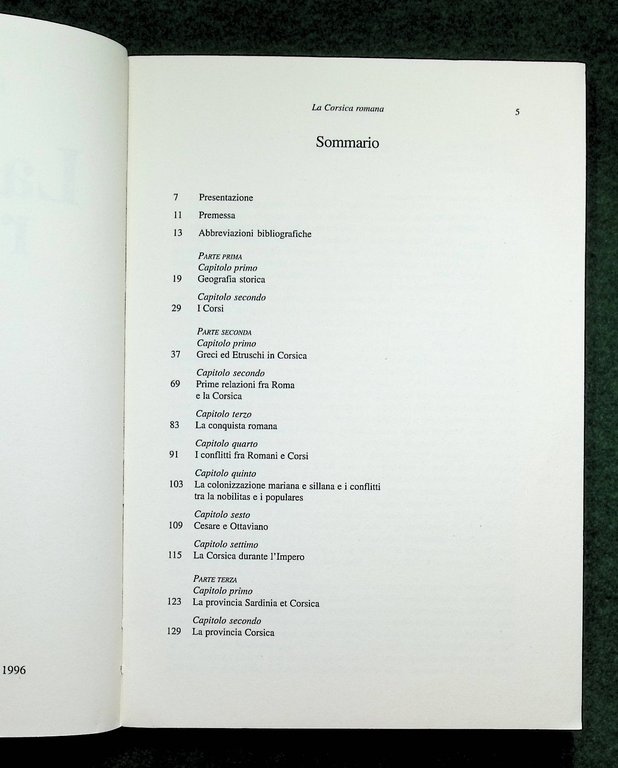 La Corsica romana 5
Sommario
7 Presentazione
11 Premessa
13 Abbreviazioni bibliografiche
PARTE PRIMA
Capitolo primo
19 Geografia storica
Capitolo secondo
29 I Corsi
PARTE SECONDA
Capitolo primo
37 Greci ed Etruschi in Corsica
Capitolo secondo
69 Prime relazioni fra Roma
e la Corsica
Capitolo terzo
83 La conquista romana
Capitolo quarto
91 I conflitti fra Romani e Corsi
Capitolo quinto
103 La colonizzazione mariana e sillana e i conflitti
tra la nobilitas e i populares
Capitolo sesto
109 Cesare e Ottaviano
Capitolo settimo
115 La Corsica durante l'Impero
PARTE TERZA
Capitolo primo
123 La provincia Sardinia et Corsica
Capitolo secondo
129 La provincia Corsica
1996